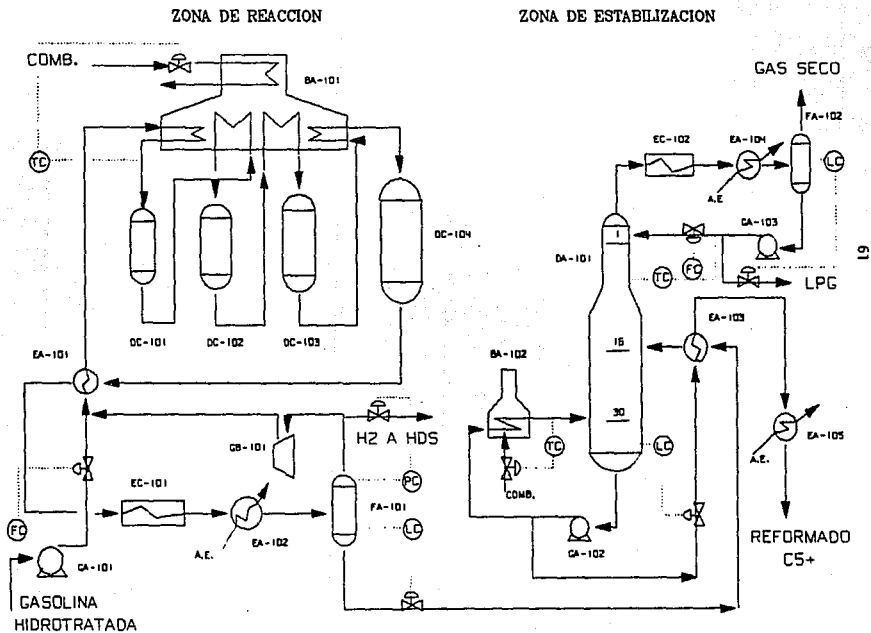 ZONA DE REACCION
ZONA DE ESTABILIZACION
COMB.
BA-101
TC
DC-104
DC-101
DC-102
DC-103
EA-101
H2 A HDS
GB-101
PC
EC-101
FA-101
LC
FC
A.E.
EA-102
GA-101
GASOLINA
HIDROTRATADA
GAS SECO
FA-102
EC-102
EA-104
LC
A.E.
GA-103
1
DA-101
TC
FC
LPG
EA-103
BA-102
16
30
LC
TC
A.E.
EA-105
COMB.
GA-102
REFORMADO
C5+
19